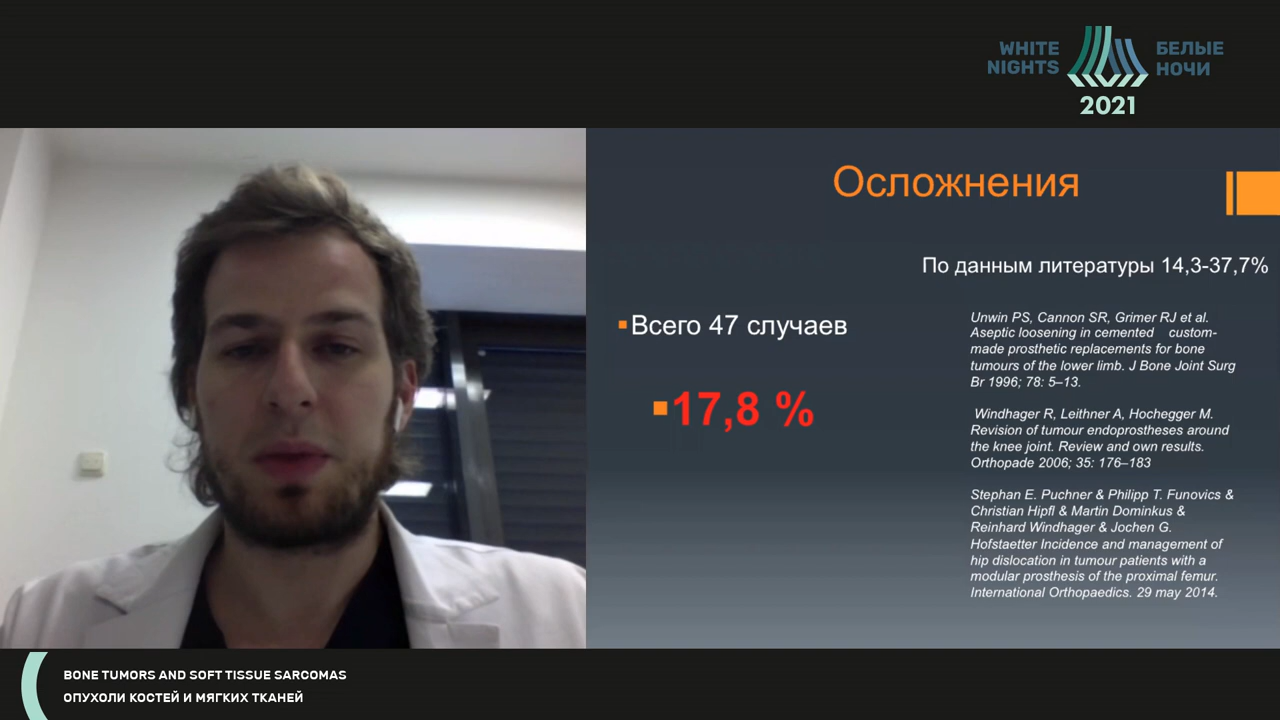 WHITE
NIGHTS
БЕЛЫЕ
НОЧИ
2021
Осложнения
По данным литературы 14,3-37,7%
▪Всего 47 случаев
▪17,8 %
Unwin PS, Cannon SR, Grimer RJ et al.
Aseptic loosening in cemented custom-
made prosthetic replacements for bone
tumours of the lower limb. J Bone Joint Surg
Br 1996; 78: 5–13.
Windhager R, Leithner A, Hochegger M.
Revision of tumour endoprostheses around
the knee joint. Review and own results.
Orthopade 2006; 35: 176–183
Stephan E. Puchner & Philipp T. Funovics &
Christian Hipfl & Martin Dominkus &
Reinhard Windhager & Jochen G.
Hofstaetter Incidence and management of
hip dislocation in tumour patients with a
modular prosthesis of the proximal femur.
International Orthopaedics. 29 may 2014.
BONE TUMORS AND SOFT TISSUE SARCOMAS
ОПУХОЛИ КОСТЕЙ И МЯГКИХ ТКАНЕЙ